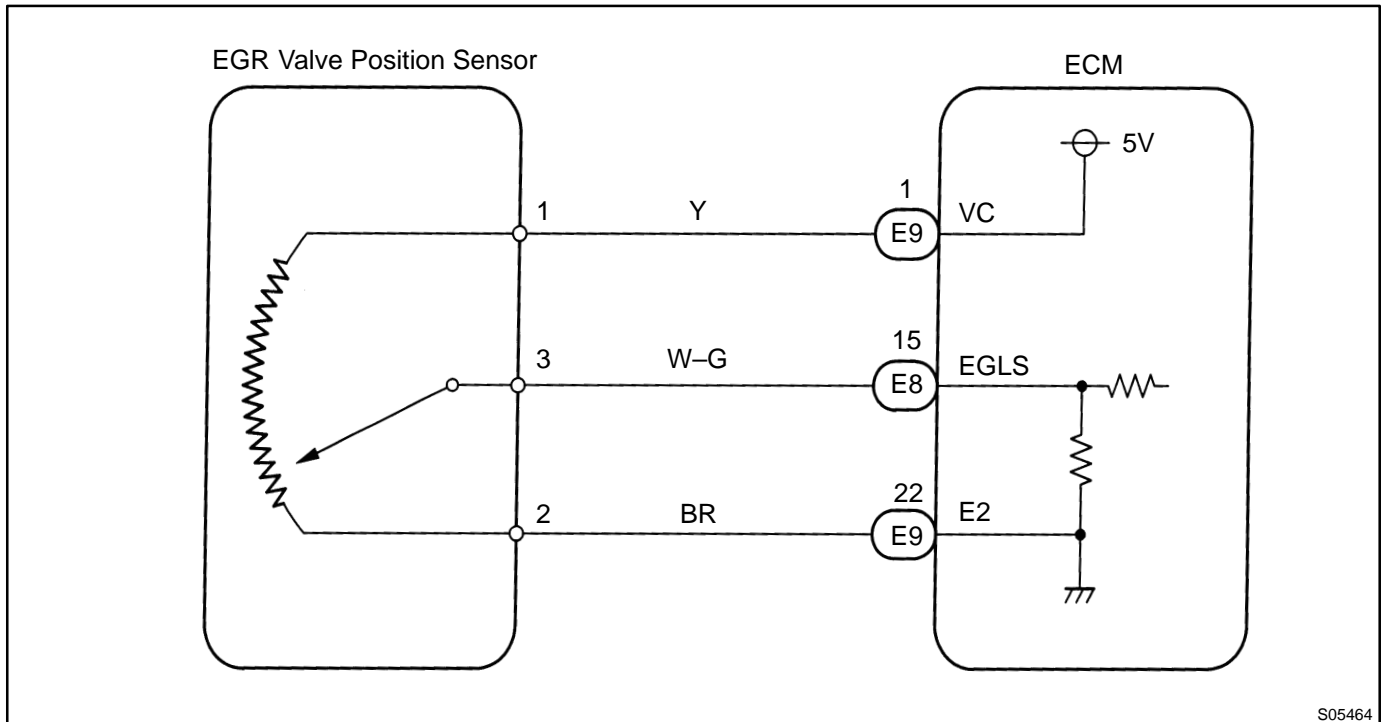 EGR Valve Position Sensor
ECM
5V
1
Y
1
E9
VC
3
W–G
15
E8
EGLS
2
BR
22
E9
E2
S05464